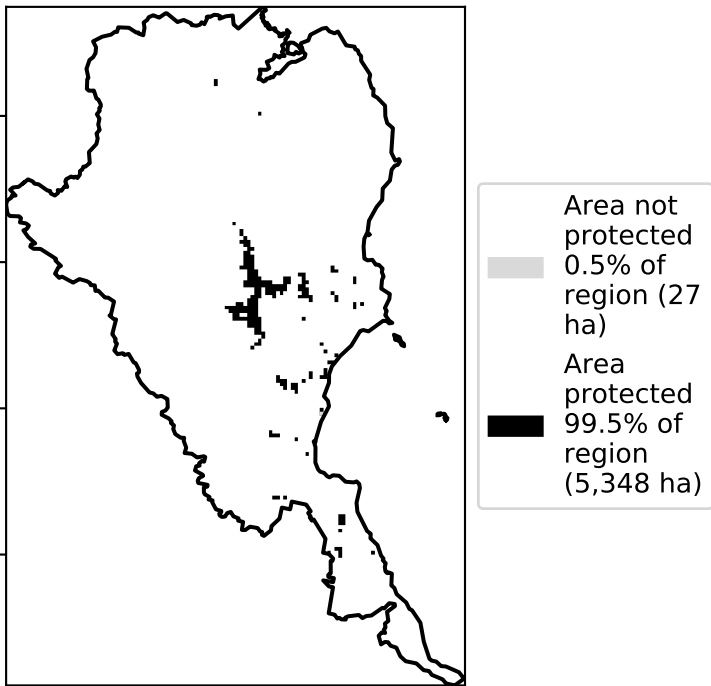 Area not
protected
0.5% of
region (27
ha)
Area
protected
99.5% of
region
(5,348 ha)